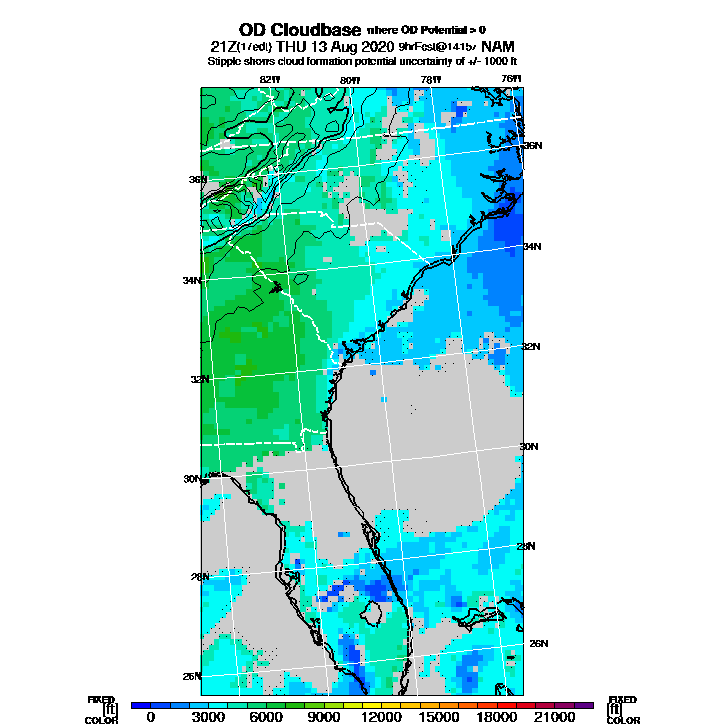 OD Cloudbase where OD Potential > 0
21Z(17edt) THU 13 Aug 2020 9hrFcst@1415z NAM
Stipple shows cloud formation potential uncertainty of +/- 1000 ft
82W 80W 78W 76W
36N 36N
34N 34N
32N 32N
30N 30N
28N 28N
26N 26N
FIXED FIXED
[ft] [ft]
COLOR 0 3000 6000 9000 12000 15000 18000 21000 COLOR